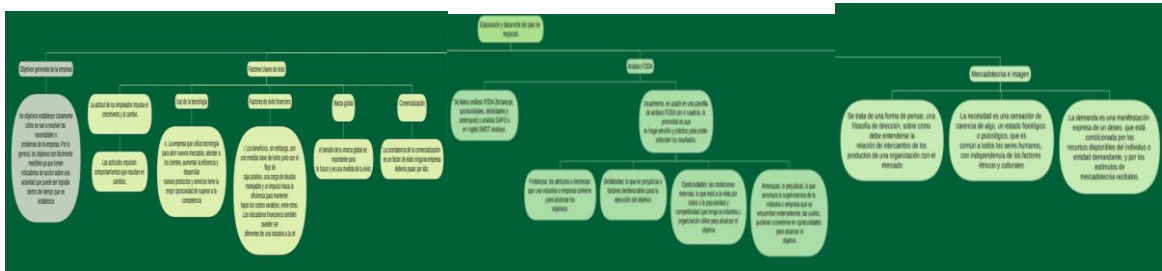 Elaboración y desarrollo del plan de
negocios
Objetivos generales de la empresa
Factores claves de éxito
Análisis FODA
Mercadotecnia e imagen
los objetivos establecen claramente
cómo se van a resolver las
necesidades o
problemas de la empresa. Por lo
general, los objetivos son fácilmente
medibles ya que tienen
indicadores de acción sobre una
actividad que puede ser lograda
dentro del tiempo que se
establezca
La actitud de los empleados impulsa el
crecimiento y el cambio
Las actitudes impulsan
comportamientos que resultan en
cambios.
Uso de la tecnología
La empresa que utiliza tecnología
para abrir nuevos mercados, atender a
los clientes, aumentar la eficiencia y
desarrollar
nuevos productos y servicios tiene la
mejor oportunidad de superar a la
competencia
Factores de éxito financiero
Los beneficios, sin embargo, son
una medida clave del éxito junto con el
flujo de
caja positivo, una carga de deudas
manejable y un impulso hacia la
eficiencia para mantener
bajos los costos variables, entre otros.
Los indicadores financieros también
pueden ser
diferentes de una industria a la otr
Marca global
el tamaño de tu marca global es
importante para
tu futuro y es una medida de tu éxito
Comercialización
La consistencia de la comercialización
es un factor de éxito ninguna empresa
debería pasar por alto.
Se llama análisis FODA (fortalezas,
oportunidades, debilidades y
amenazas) o análisis DAFO o
en inglés SWOT analisys.
Usualmente, es usada en una plantilla
de análisis FODA con 4 cuadros, lo
primordial es que
se haga sencillo y práctico para poder
entender los resultados.
Fortalezas: los atributos o destrezas
que una industria o empresa contiene
para alcanzar los
objetivos.
Debilidades: lo que es perjudicial o
factores desfavorables para la
ejecución del objetivo.
Oportunidades: las condiciones
externas, lo que está a la vista por
todos o la popularidad y
competitividad que tenga la industria u
organización útiles para alcanzar el
objetivo
Amenazas: lo perjudicial, lo que
amenaza la supervivencia de la
industria o empresa que se
encuentran externamente, las cuales,
pudieran convertirse en oportunidades,
para alcanzar el
objetivo
Se trata de una forma de pensar, una
filosofía de dirección, sobre cómo
debe entenderse la
relación de intercambio de los
productos de una organización con el
mercado
La necesidad es una sensación de
carencia de algo, un estado fisiológico
o psicológico, que es
común a todos los seres humanos,
con independencia de los factores
étnicos y culturales
La demanda es una manifestación
expresa de un deseo, que está
condicionada por los
recursos disponibles del individuo o
entidad demandante, y por los
estímulos de
mercadotecnia recibidos.